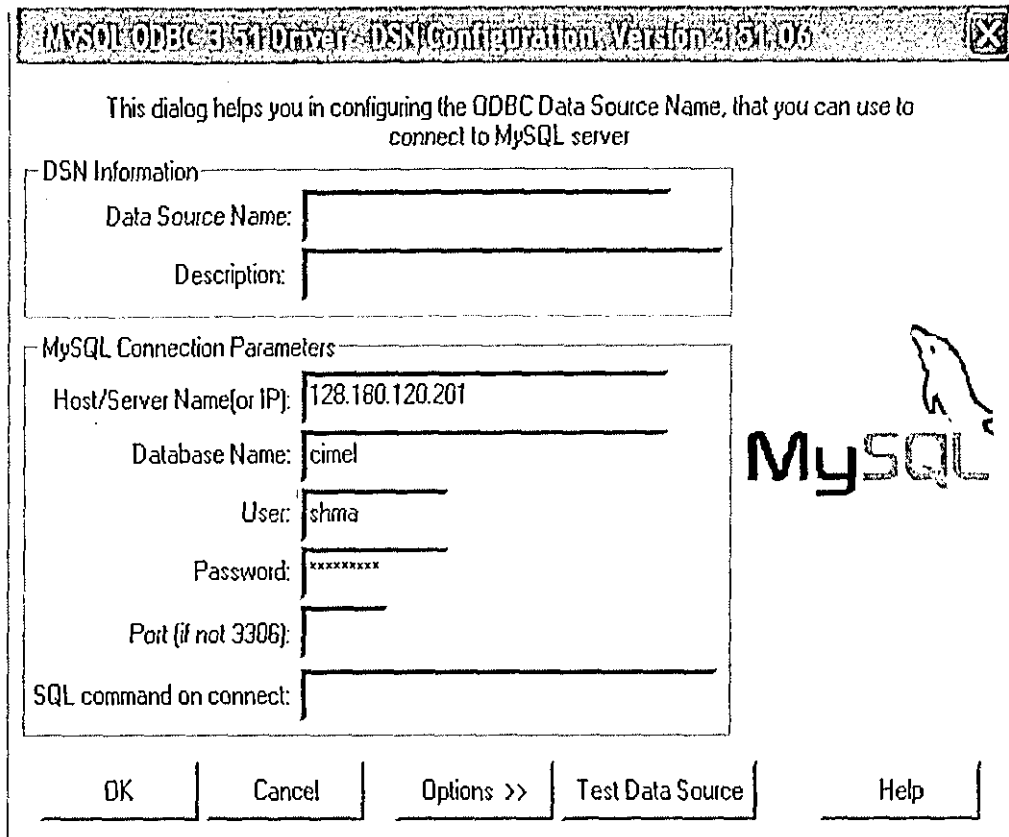 MySQL ODBC 3.51 Driver - DSN Configuration, Version 3.51.06
This dialog helps you in configuring the ODBC Data Source Name, that you can use to
connect to MySQL server
DSN Information
Data Source Name:
Description:
MySQL Connection Parameters
Host/Server Name(or IP): 128.180.120.201
Database Name: cimel
User: shma
Password: xxxxxxxxx
Port (if not 3306):
SQL command on connect:
MySQL
OK Cancel Options >> Test Data Source Help